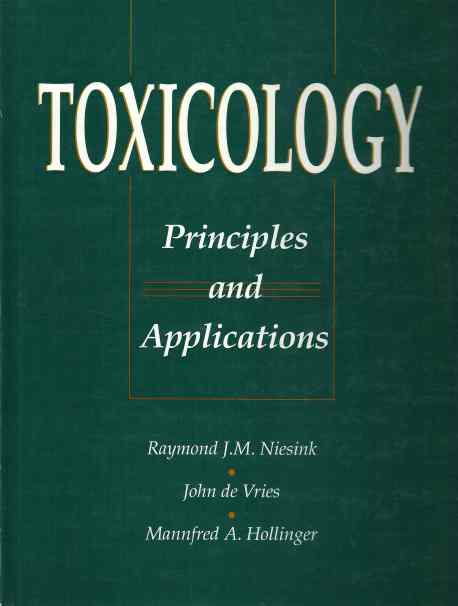 TOXICOLOGY
Principles
and
Applications
Raymond J.M. Niesink
John de Vries
Mannfred A. Hollinger